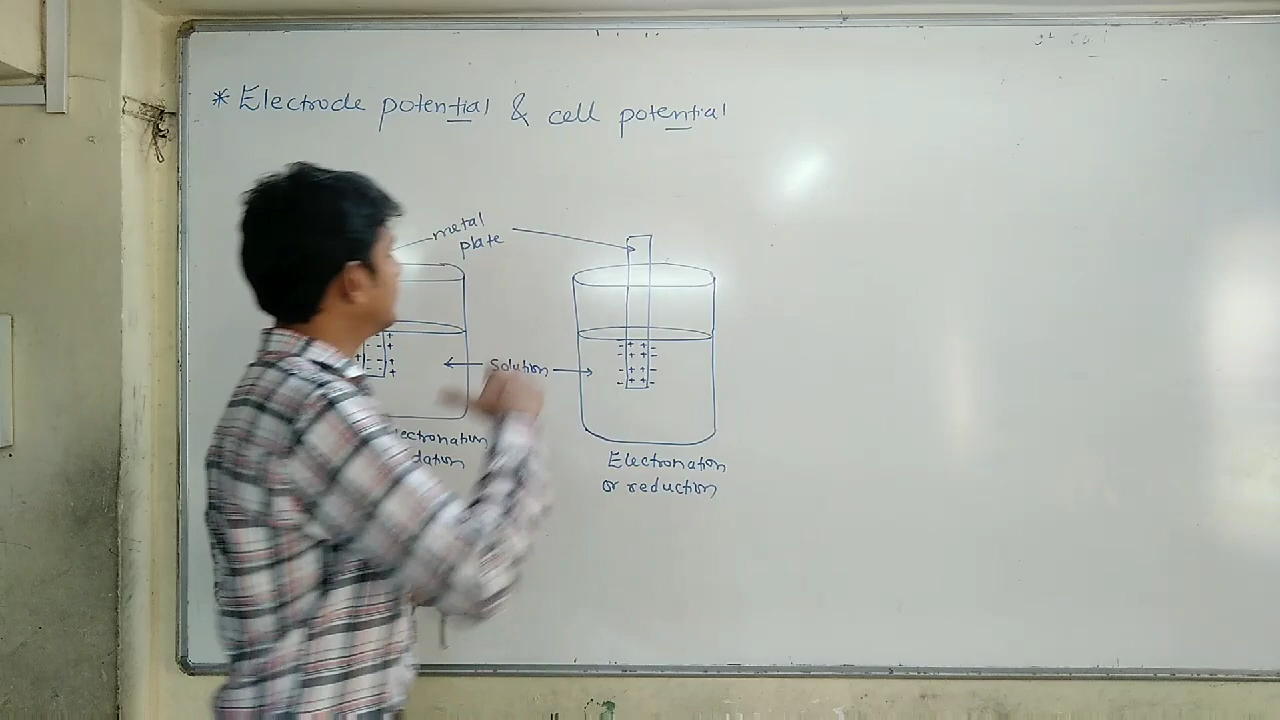 * Electrode potential & cell potential
metal
plate
solution
Electronation
or reduction